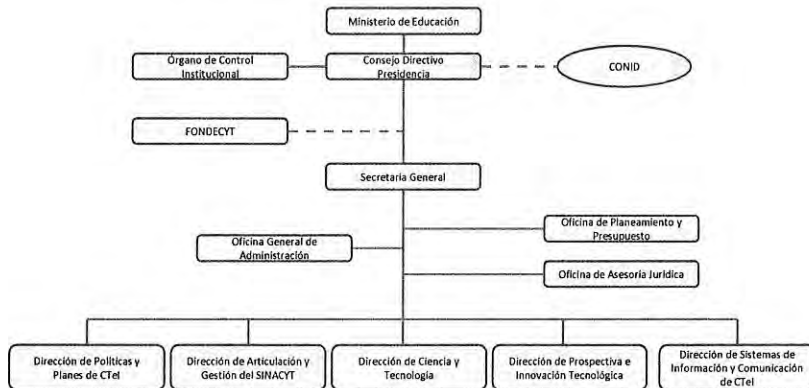 Ministerio de Educación
Órgano de Control
Institucional
Consejo Directivo
Presidencia
CONID
FONDECYT
Secretaria General
Oficina General de
Administración
Oficina de Planeamiento y
Presupuesto
Oficina de Asesoría Jurídica
Dirección de Políticas y
Planes de CTeI
Dirección de Articulación y
Gestión del SINACYT
Dirección de Ciencia y
Tecnología
Dirección de Prospectiva e
Innovación Tecnológica
Dirección de Sistemas de
Información y Comunicación
de CTeI